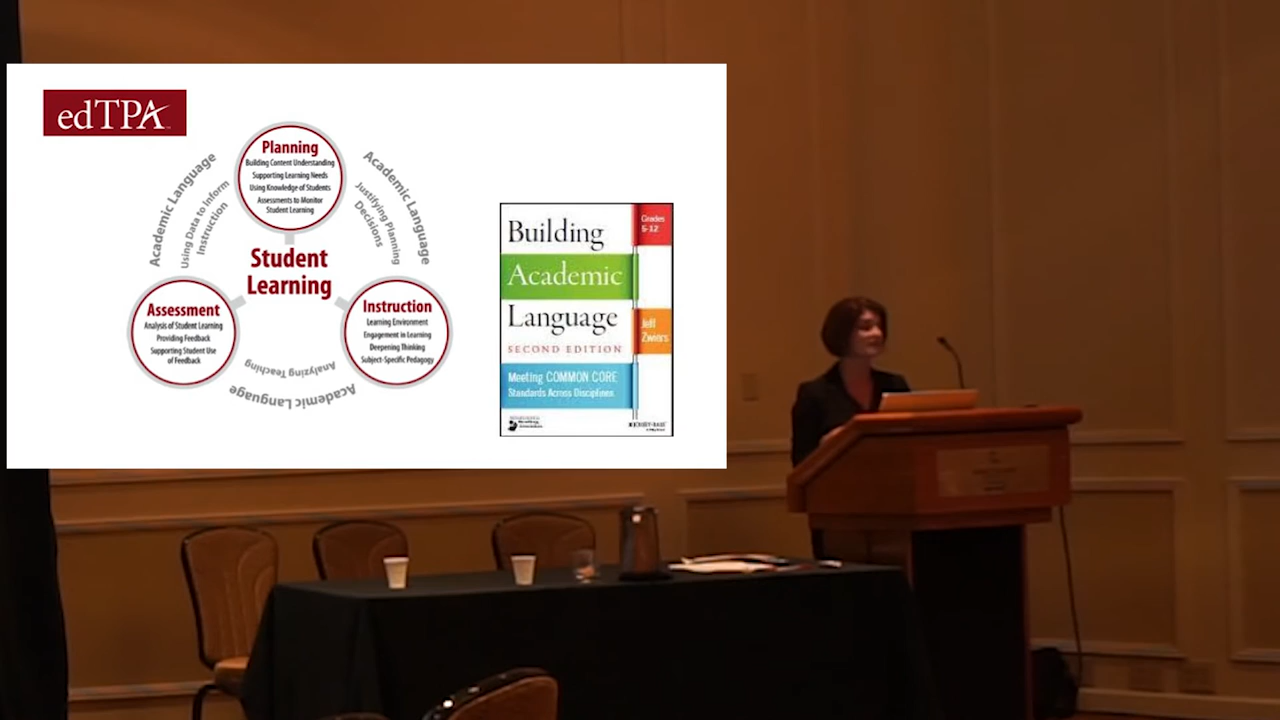 edTPA
Planning
Building Content Understanding
Supporting Learning Needs
Using Knowledge of Students
Assessments to Monitor
Student Learning
Academic Language
Using Data to Inform
Instruction
Academic Language
Justifying Planning
Decisions
Student
Learning
Assessment
Analysis of Student Learning
Providing Feedback
Supporting Student Use
of Feedback
Instruction
Learning Environment
Engagement in Learning
Deepening Thinking
Subject-Specific Pedagogy
Analyzing Teaching
Academic Language
Building
Academic
Language
SECOND EDITION
Grades
6-12
Jeff
Zwiers
Meeting COMMON CORE
Standards Across Disciplines